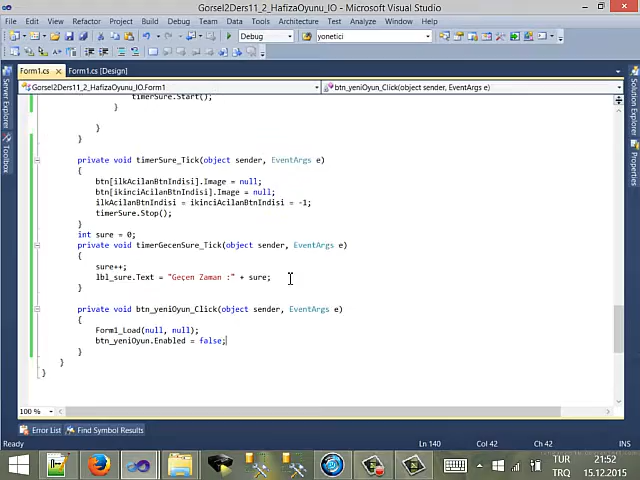 Gorsel2Ders11_2_HafizaOyunu_IO - Microsoft Visual Studio
File Edit View Refactor Project Build Debug Team Data Tools Architecture Test Analyze Window Help
Debug yonetici
Form1.cs Form1.cs [Design]
Gorsel2Ders11_2_HafizaOyunu_IO.Form1 btn_yeniOyun_Click(object sender, EventArgs e)
Server Explorer
Toolbox
Solution Explorer
Properties
timerSure.Start();
}
}
}
private void timerSure_Tick(object sender, EventArgs e)
{
btn[ilkAcilanBtnIndisi].Image = null;
btn[ikinciAcilanBtnIndisi].Image = null;
ilkAcilanBtnIndisi = ikinciAcilanBtnIndisi = -1;
timerSure.Stop();
}
int sure = 0;
private void timerGecenSure_Tick(object sender, EventArgs e)
{
sure++;
lbl_sure.Text = "Geçen Zaman :" + sure;
}
private void btn_yeniOyun_Click(object sender, EventArgs e)
{
Form1_Load(null, null);
btn_yeniOyun.Enabled = false;
}
}
}
100 %
Error List Find Symbol Results
Ready Ln 140 Col 42 Ch 42 INS
TUR 21:52
TRQ 15.12.2015